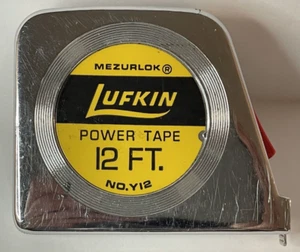 MEZURLOK®
LUFKIN
POWER TAPE
12 FT.
NO. Y12